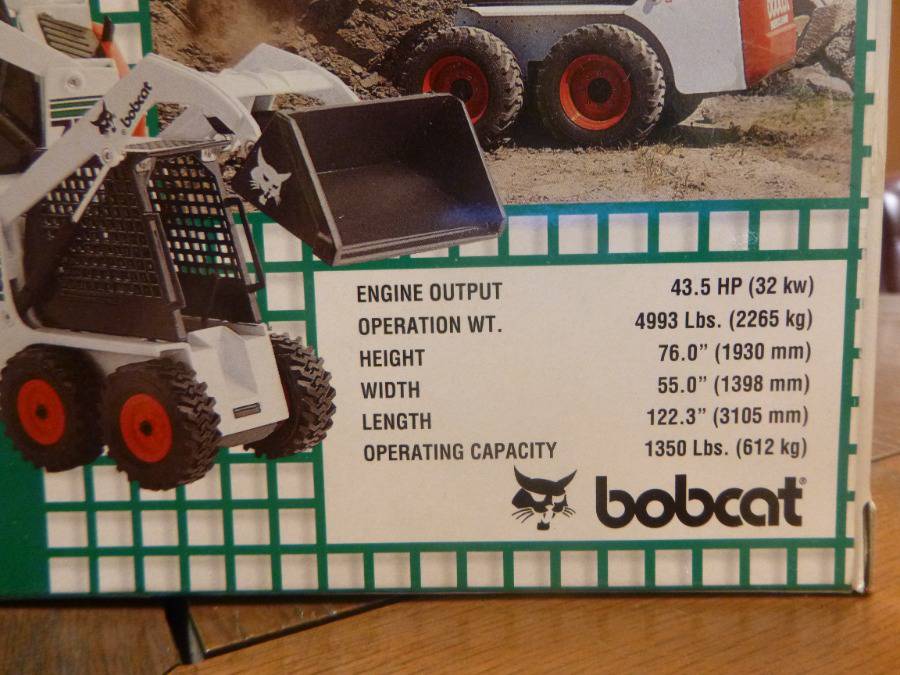 bobcat
ENGINE OUTPUT 43.5 HP (32 kw)
OPERATION WT. 4993 Lbs. (2265 kg)
HEIGHT 76.0” (1930 mm)
WIDTH 55.0” (1398 mm)
LENGTH 122.3” (3105 mm)
OPERATING CAPACITY 1350 Lbs. (612 kg)
bobcat®